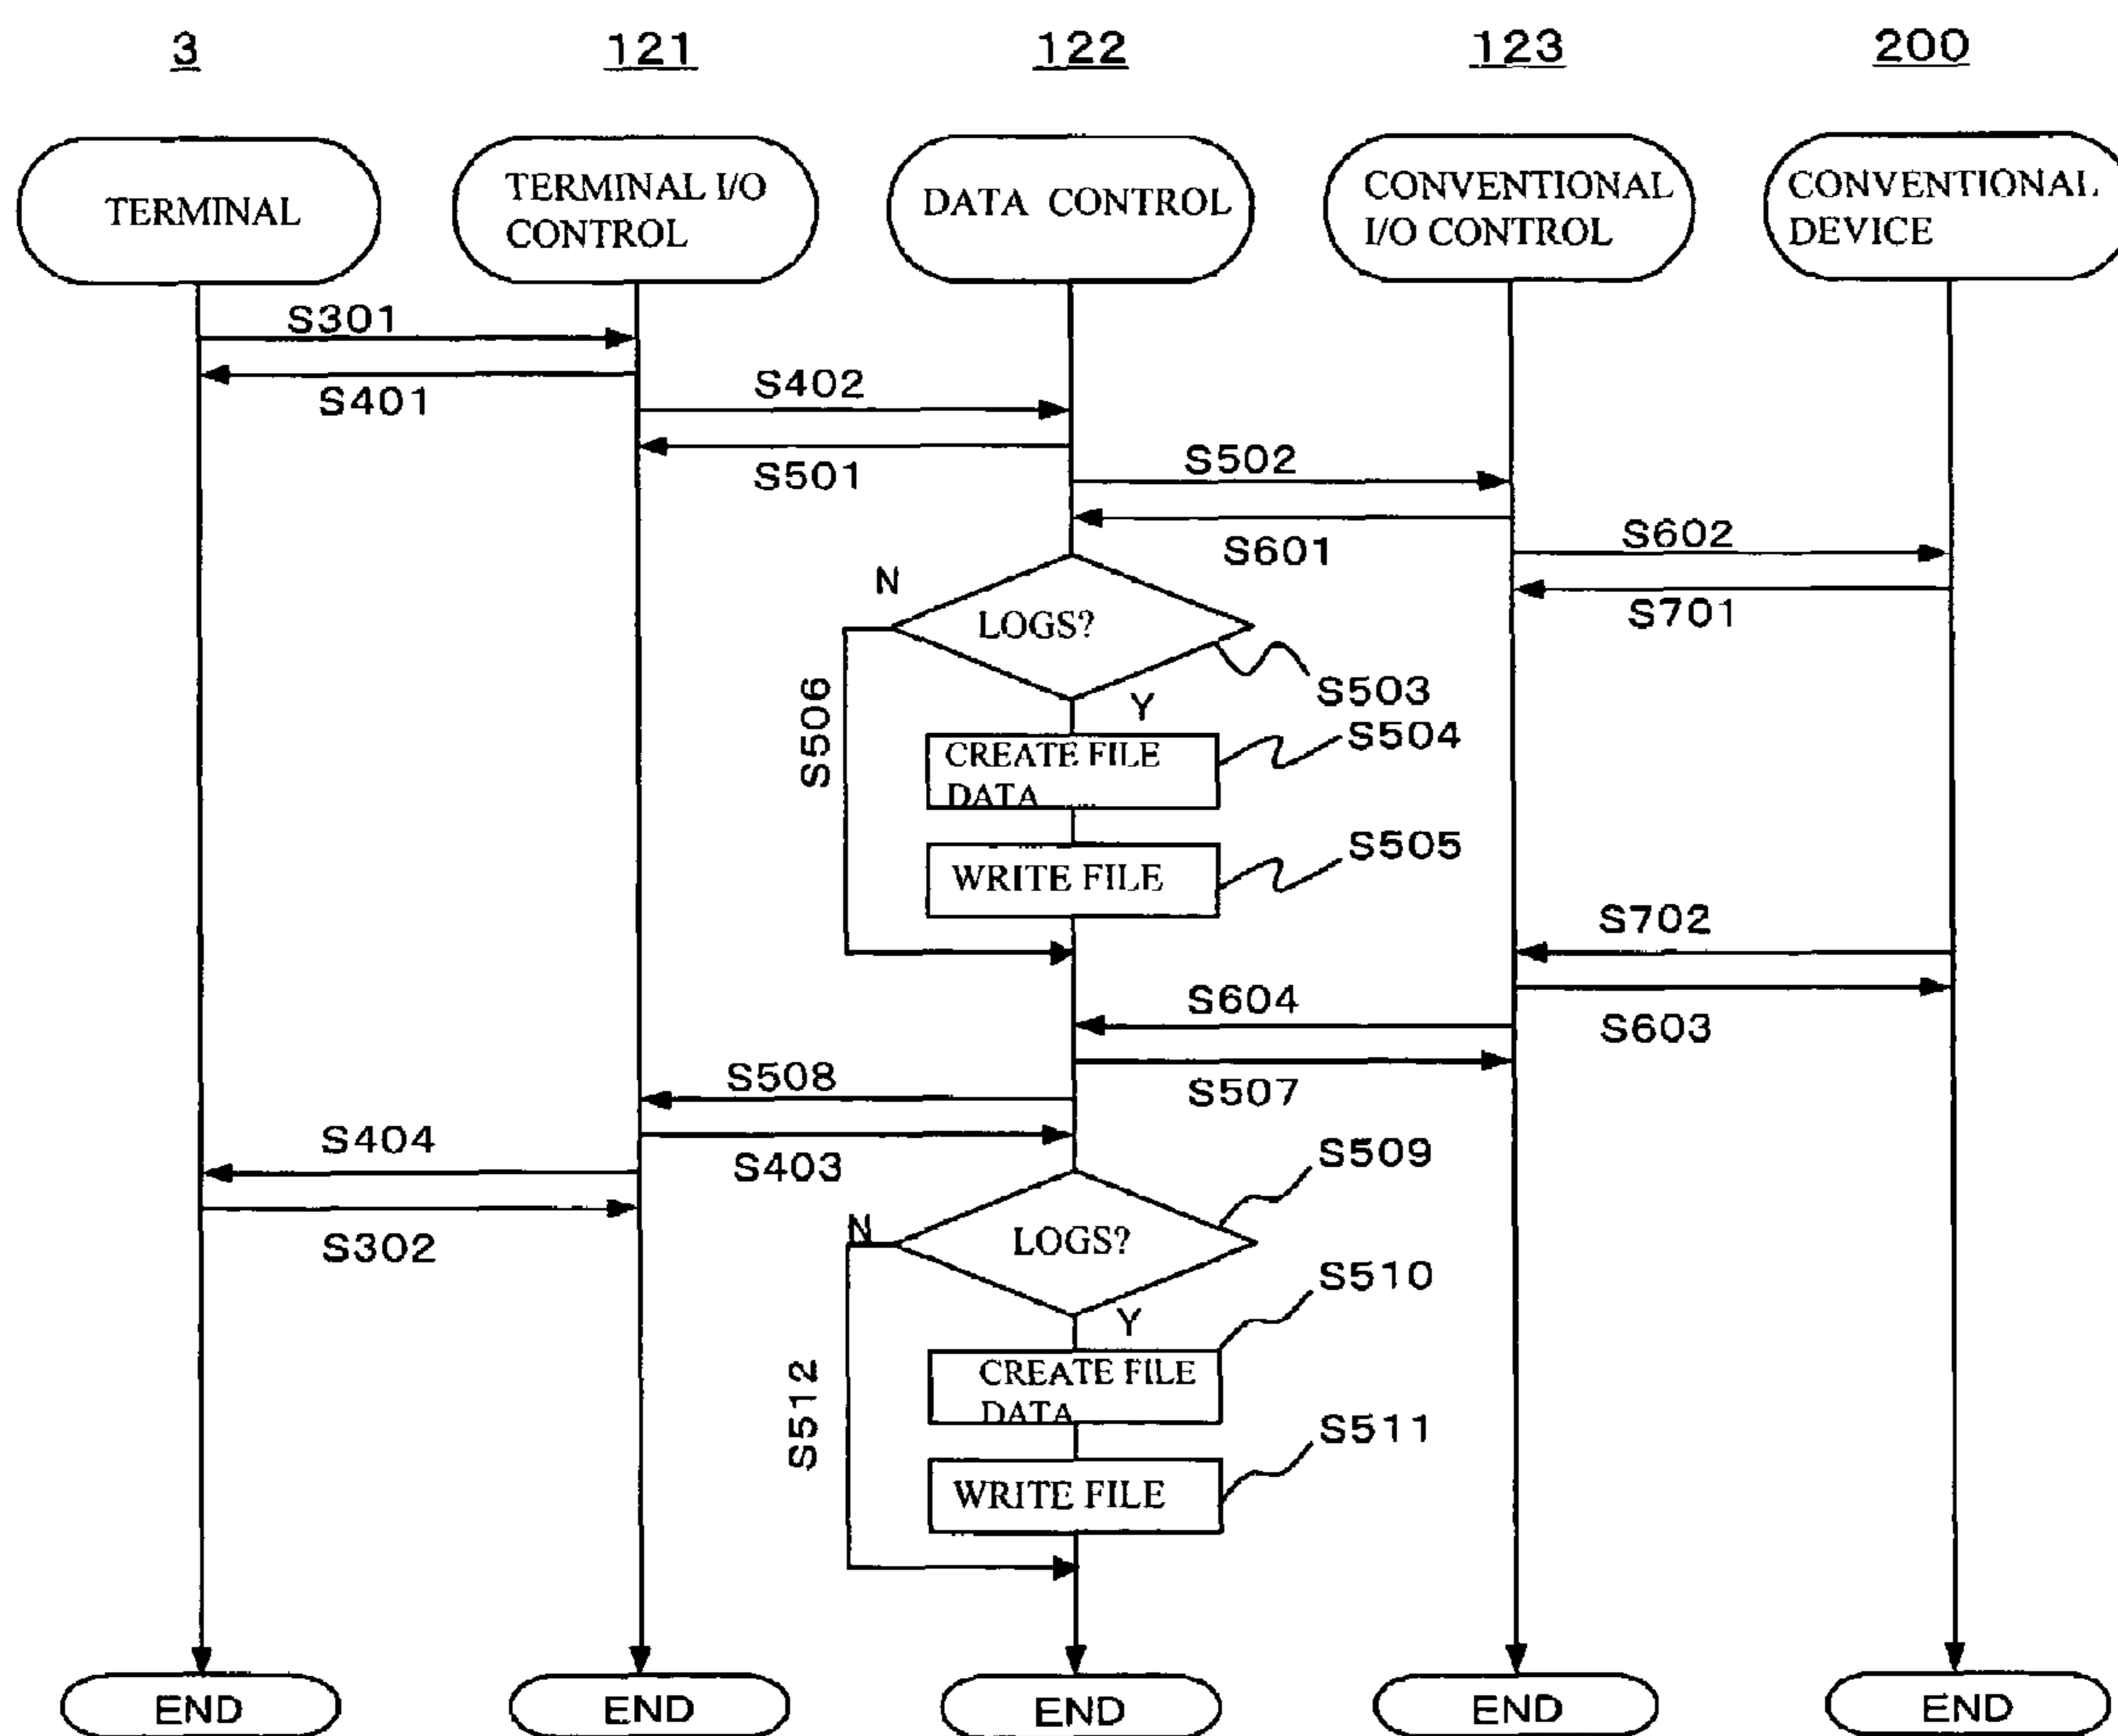 3 121 122 123 200
TERMINAL
TERMINAL I/O
CONTROL
DATA CONTROL
CONVENTIONAL
I/O CONTROL
CONVENTIONAL
DEVICE
S301
S401
S402
S501
S502
S601
S602
S701
N
LOGS?
S503
Y
S506
CREATE FILE
DATA
S504
WRITE FILE
S505
S702
S603
S604
S507
S508
S403
S404
S302
S509
N
LOGS?
Y
S510
CREATE FILE
DATA
S512
S511
WRITE FILE
END END END END END